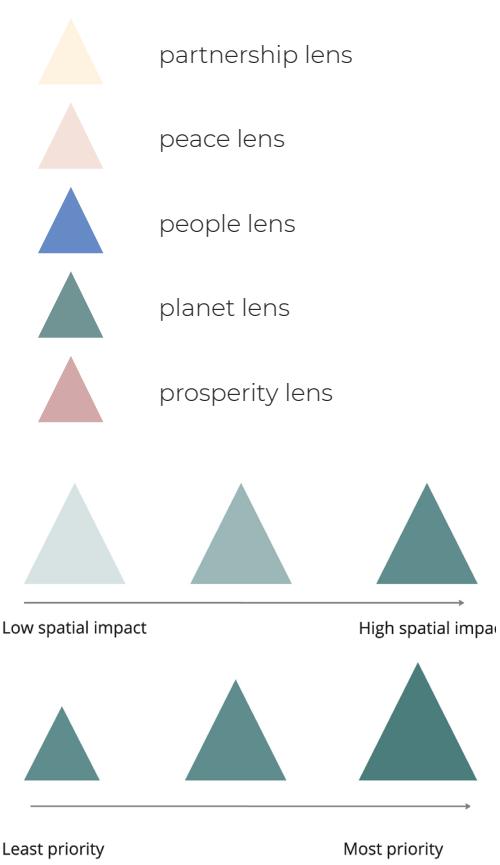 partnership lens
peace lens
people lens
planet lens
prosperity lens
Low spatial impact
High spatial impac
Least priority
Most priority